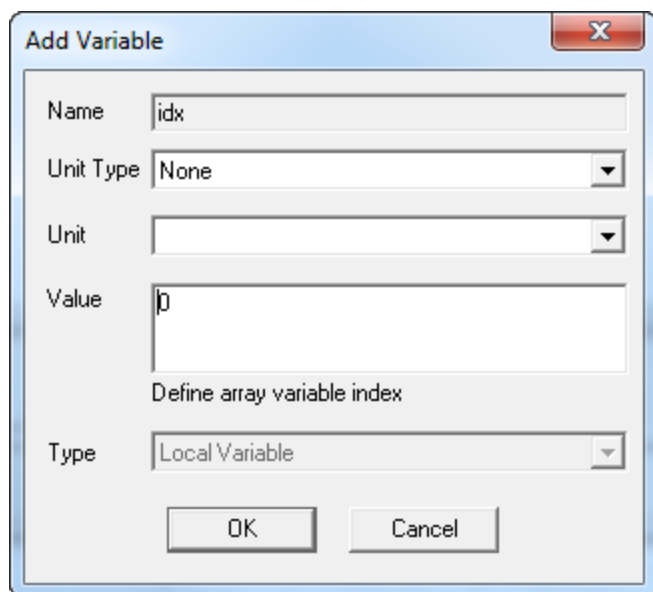 Add Variable
Name idx
Unit Type None
Unit
Value 0
Define array variable index
Type Local Variable
OK Cancel